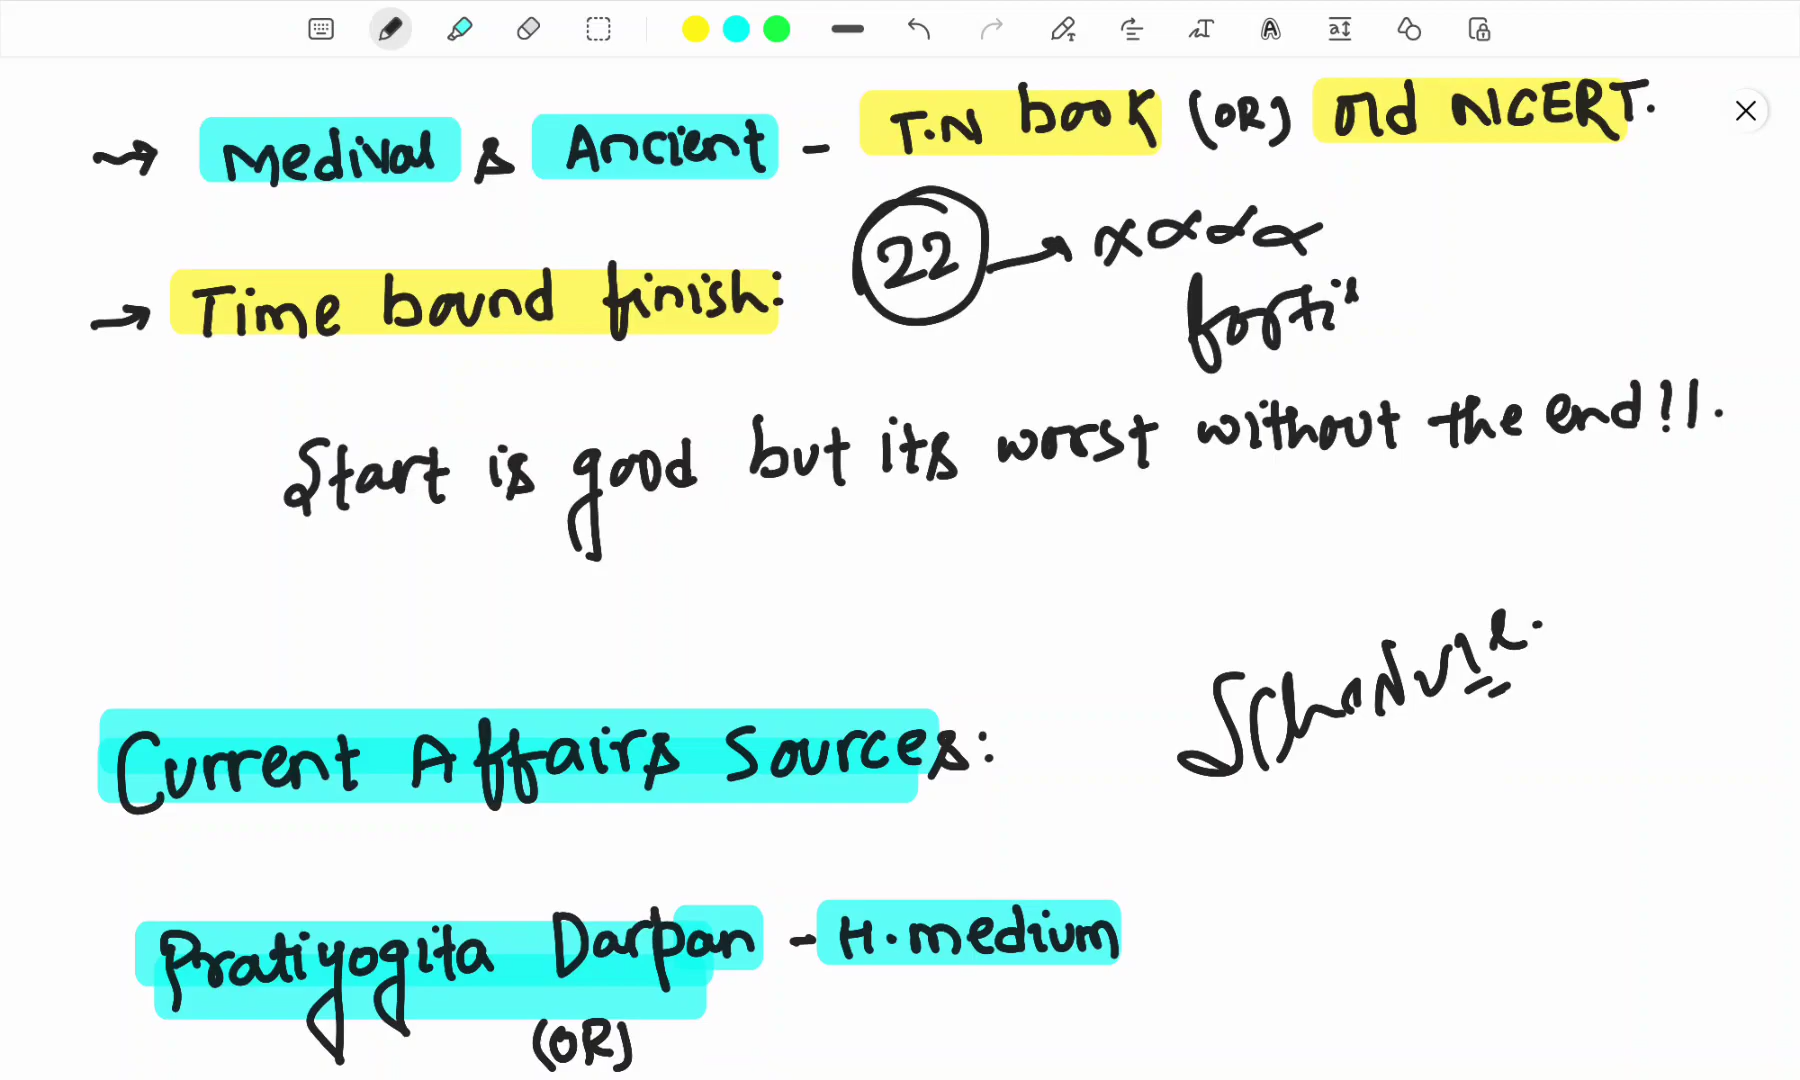 → Medival & Ancient - T.N book (OR) old NCERT.
→ Time bound finish:
22 →
Start is good but its worst without the end!!.
Schedule.
Current Affairs Sources:
Pratiyogita Darpan - H.medium
(OR)